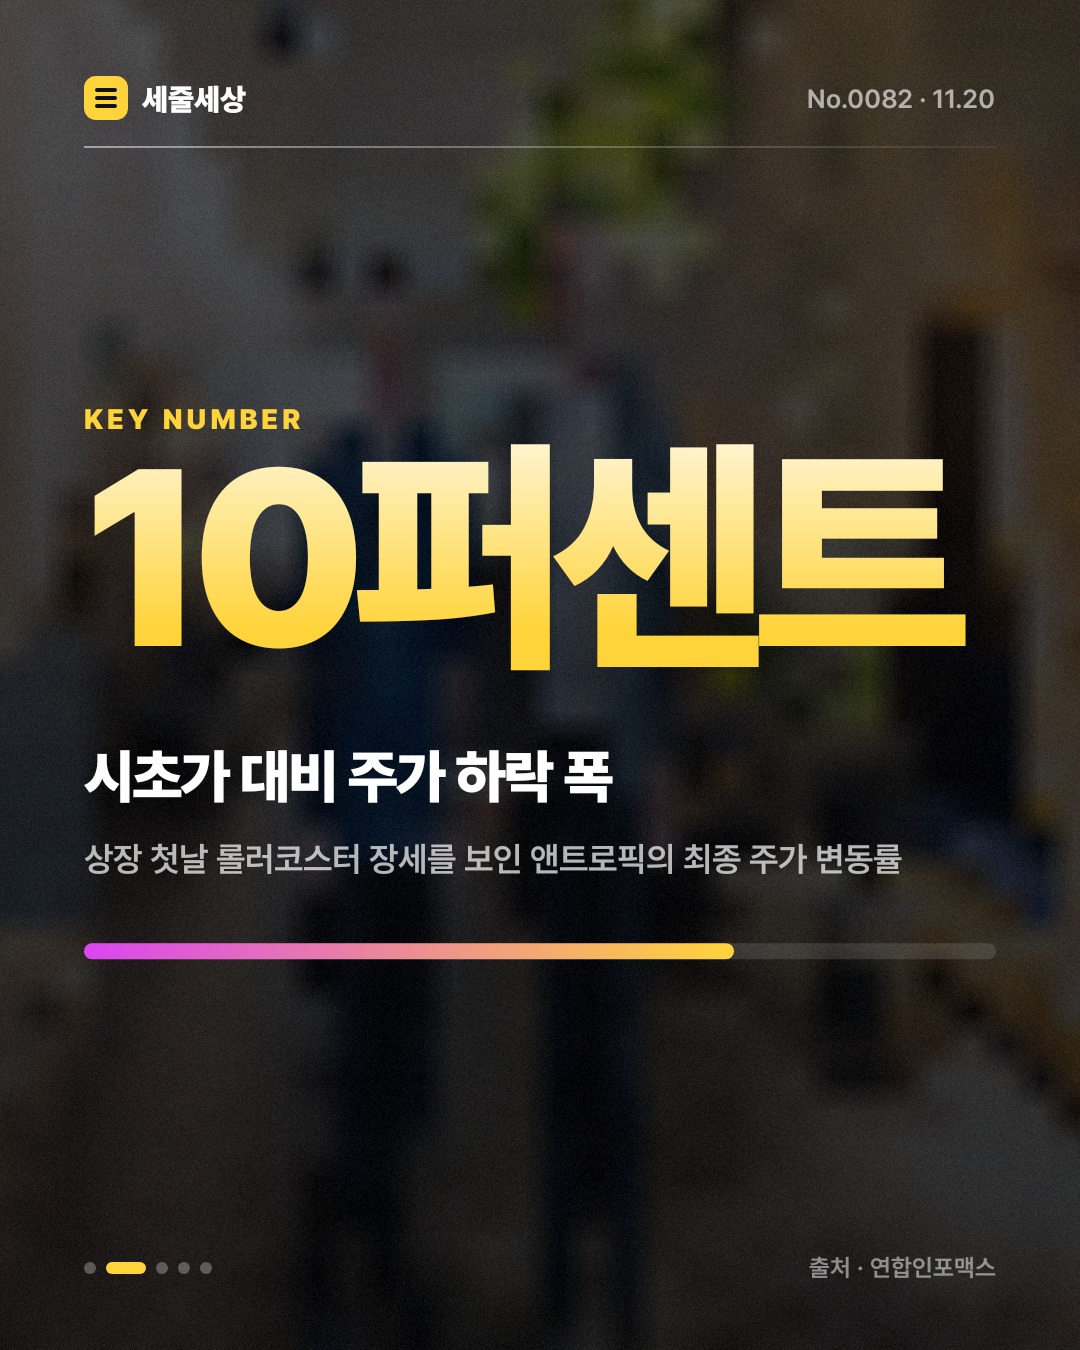 세줄세상
No.0082 · 11.20
KEY NUMBER
10퍼센트
시초가 대비 주가 하락 폭
상장 첫날 롤러코스터 장세를 보인 앤트로픽의 최종 주가 변동률
출처 · 연합인포맥스